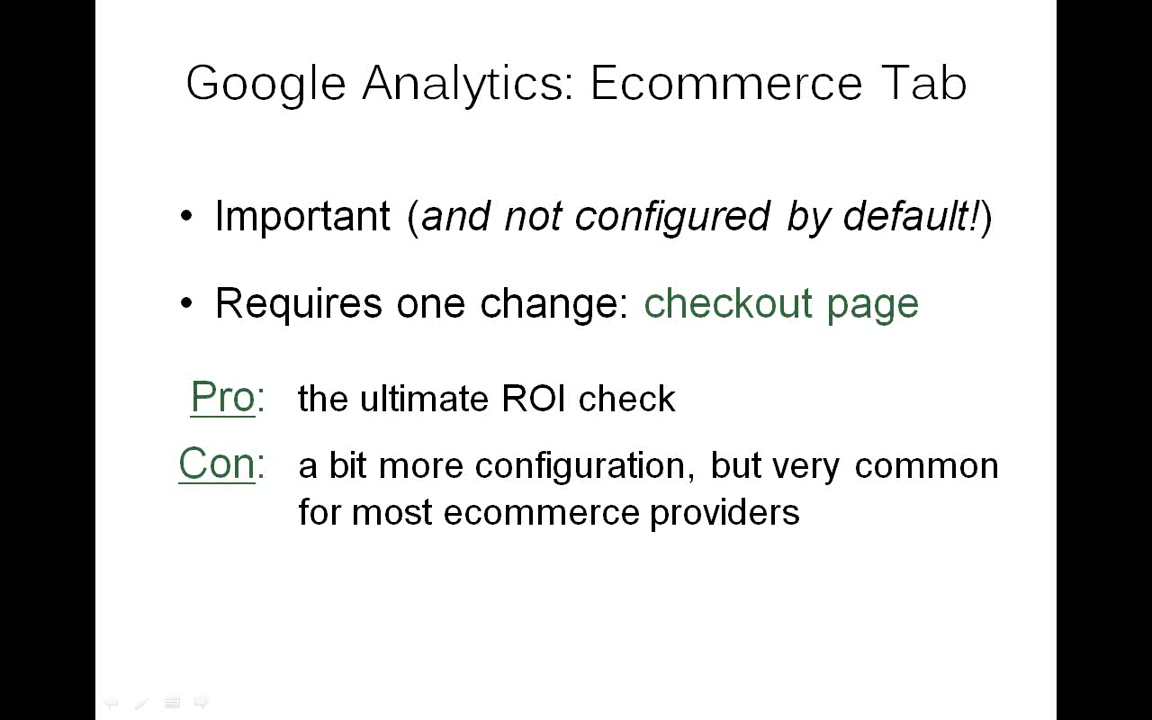 Google Analytics: Ecommerce Tab
• Important (and not configured by default!)
• Requires one change: checkout page
Pro: the ultimate ROI check
Con: a bit more configuration, but very common
for most ecommerce providers